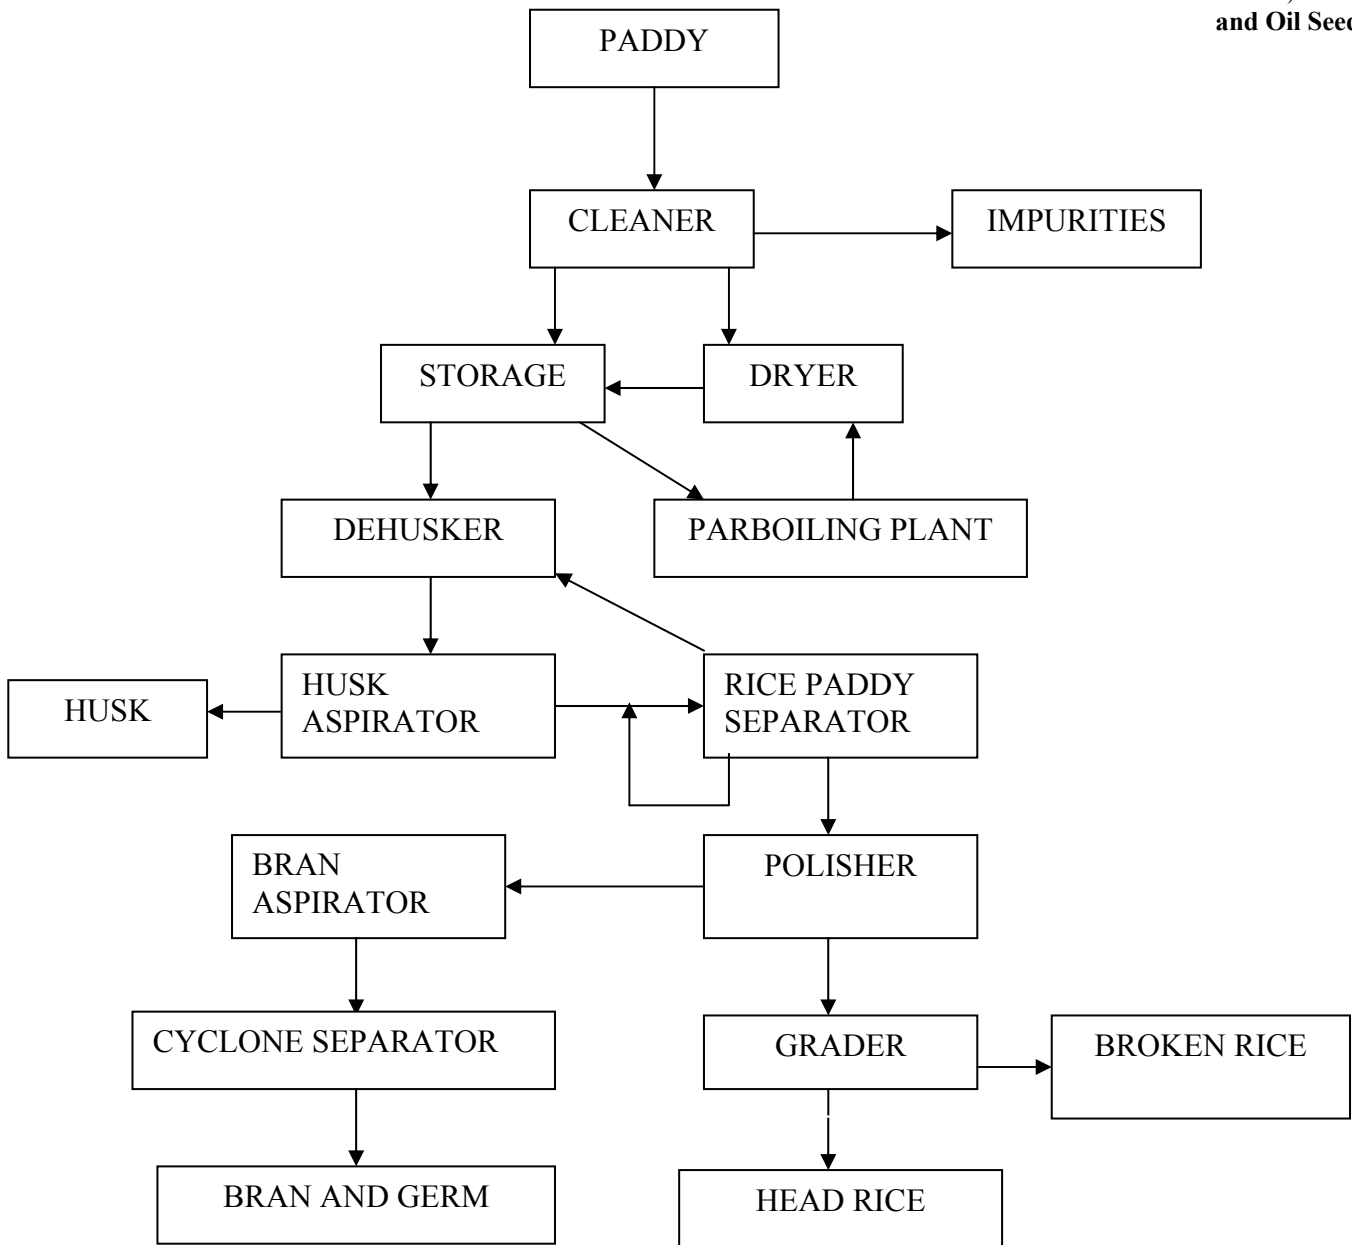 and Oil Seed
PADDY
CLEANER
IMPURITIES
STORAGE
DRYER
DEHUSKER
PARBOILING PLANT
HUSK
HUSK
ASPIRATOR
RICE PADDY
SEPARATOR
BRAN
ASPIRATOR
POLISHER
CYCLONE SEPARATOR
GRADER
BROKEN RICE
BRAN AND GERM
HEAD RICE